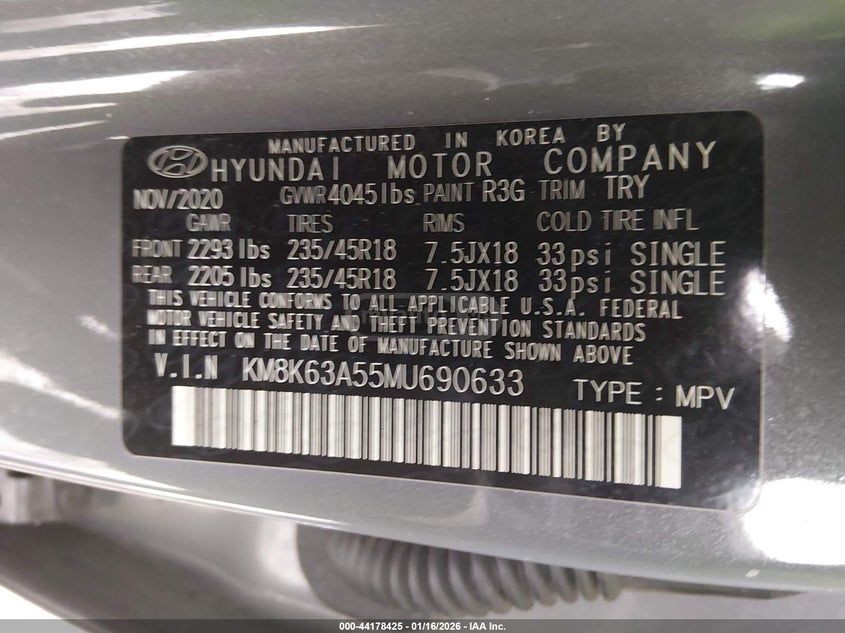 MANUFACTURED IN KOREA BY
HYUNDAI MOTOR COMPANY
NOV/2020 GVWR 4045lbs PAINT R3G TRIM TRY
GAWR TIRES RIMS COLD TIRE INFL
FRONT 2293 lbs 235/45R18 7.5JX18 33psi SINGLE
REAR 2205 lbs 235/45R18 7.5JX18 33psi SINGLE
THIS VEHICLE CONFORMS TO ALL APPLICABLE U.S.A. FEDERAL
MOTOR VEHICLE SAFETY AND THEFT PREVENTION STANDARDS
IN EFFECT ON THE DATE OF MANUFACTURE SHOWN ABOVE
V.I.N KM8K63A55MU690633 TYPE : MPV
000-44178425 - 01/16/2026 - IAA Inc.